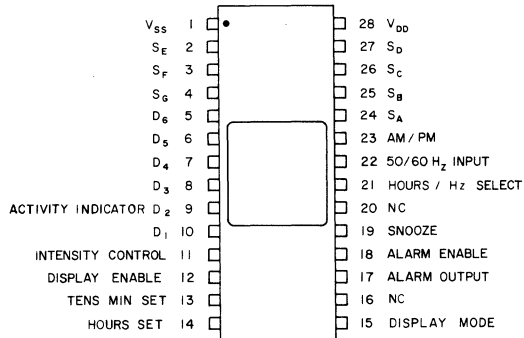 V_SS 1
S_E 2
S_F 3
S_G 4
D_6 5
D_5 6
D_4 7
D_3 8
ACTIVITY INDICATOR D_2 9
D_1 10
INTENSITY CONTROL 11
DISPLAY ENABLE 12
TENS MIN SET 13
HOURS SET 14
28 V_DD
27 S_D
26 S_C
25 S_B
24 S_A
23 AM/PM
22 50/60 H_Z INPUT
21 HOURS / Hz SELECT
20 NC
19 SNOOZE
18 ALARM ENABLE
17 ALARM OUTPUT
16 NC
15 DISPLAY MODE